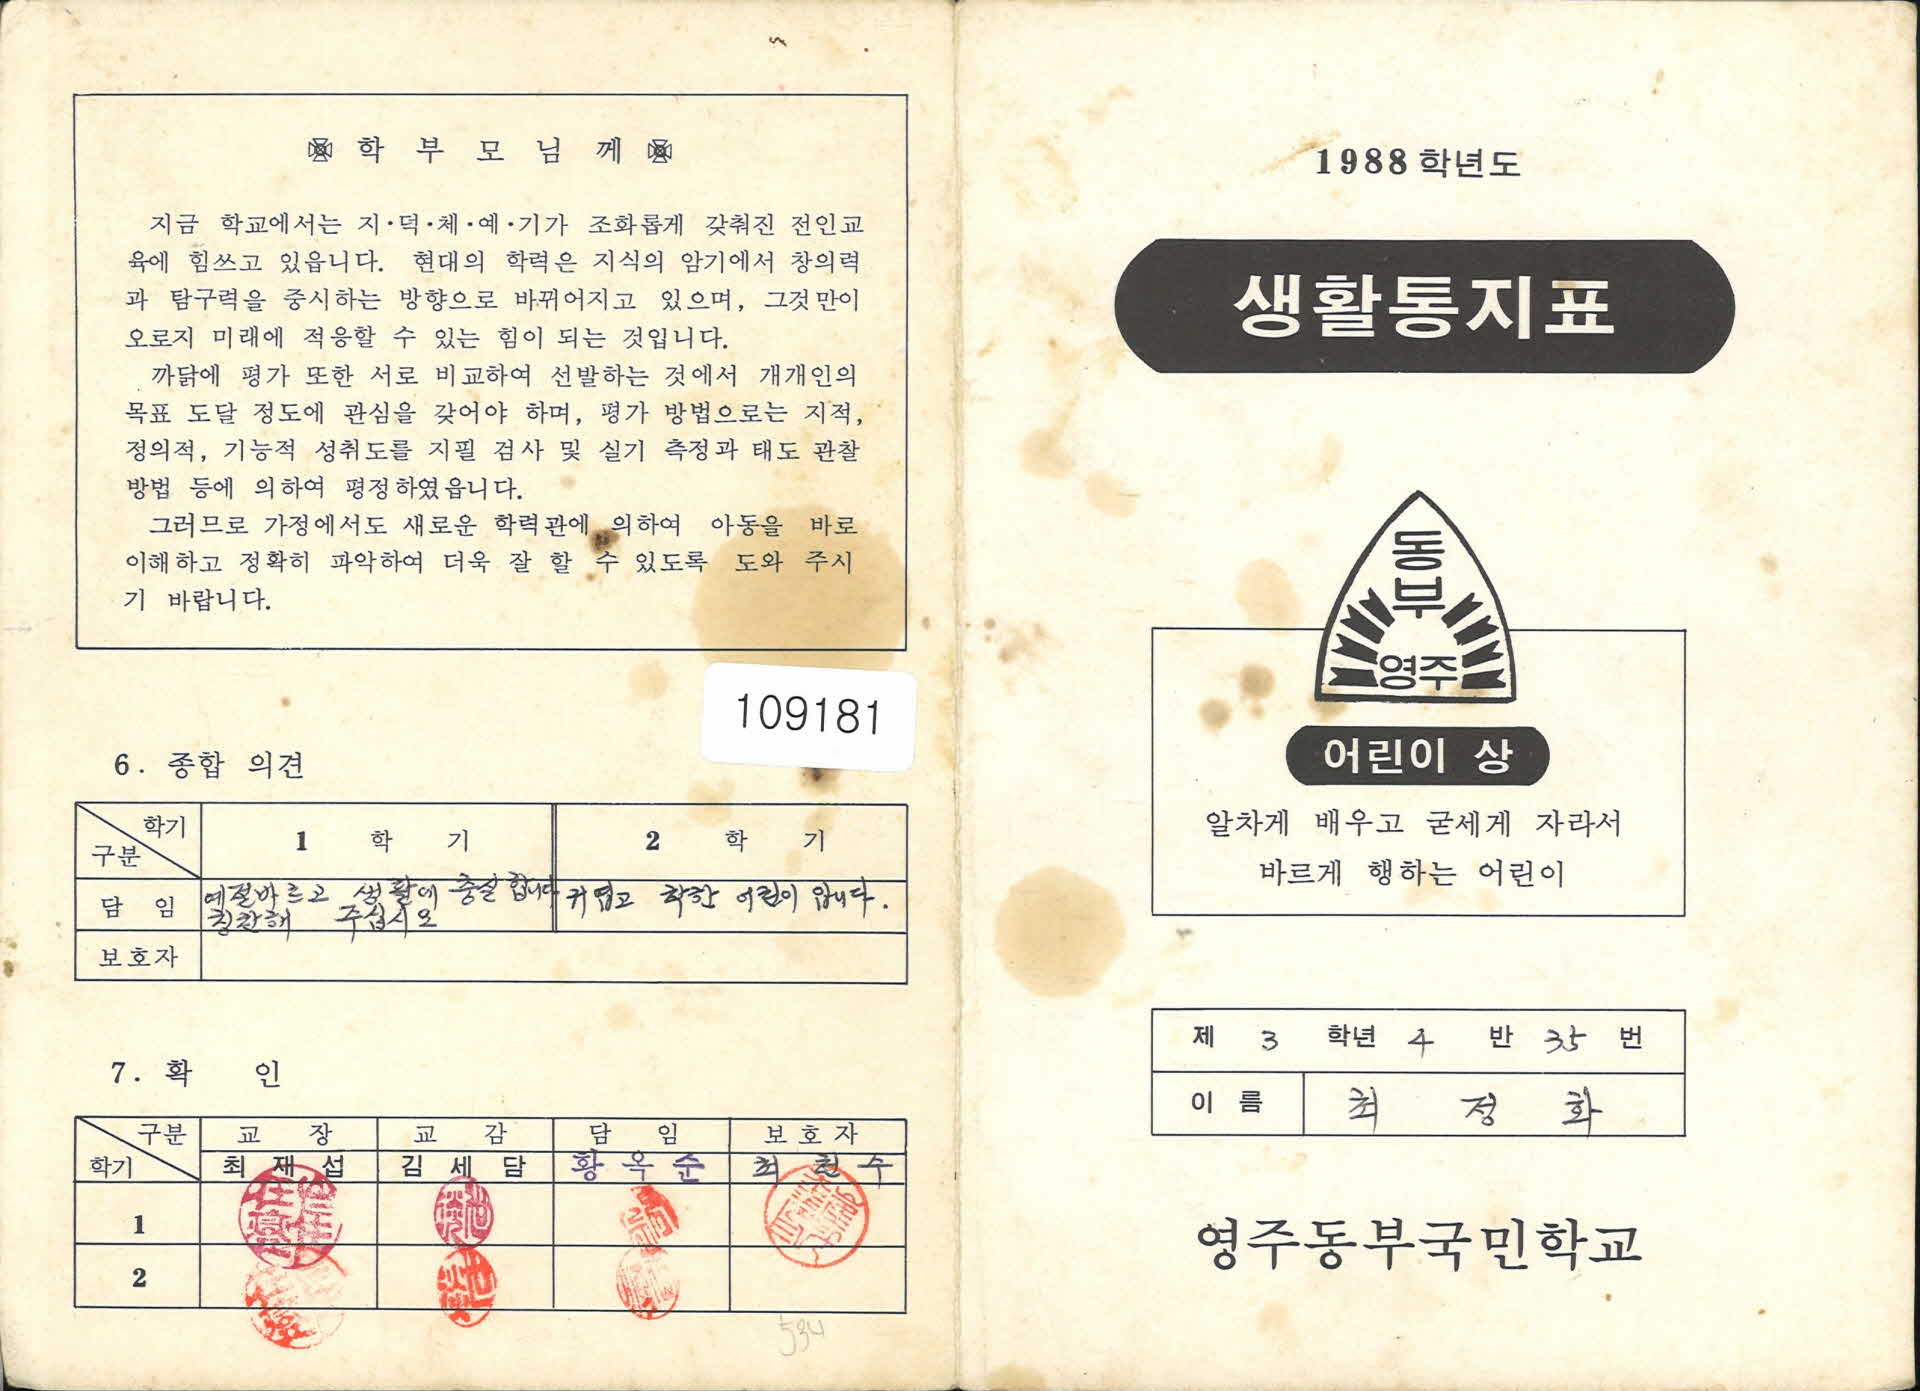 학 부 모 님 께
지금 학교에서는 지·덕·체·예·기가 조화롭게 갖춰진 전인교
육에 힘쓰고 있읍니다. 현대의 학력은 지식의 암기에서 창의력
과 탐구력을 중시하는 방향으로 바뀌어지고 있으며, 그것만이
오로지 미래에 적응할 수 있는 힘이 되는 것입니다.
까닭에 평가 또한 서로 비교하여 선발하는 것에서 개개인의
목표 도달 정도에 관심을 갖어야 하며, 평가 방법으로는 지적,
정의적, 기능적 성취도를 지필 검사 및 실기 측정과 태도 관찰
방법 등에 의하여 평정하였읍니다.
그러므로 가정에서도 새로운 학력관에 의하여 아동을 바로
이해하고 정확히 파악하여 더욱 잘 할 수 있도록 도와 주시
기 바랍니다.
109181
6. 종합 의견
학기
구분
1 학 기
2 학 기
담 임
예절바르고 생활에 충실합니다
칭찬해 주십시오
귀엽고 착한 어린이 입니다.
보호자
7. 확 인
구분
학기
교 장
교 감
담 임
보호자
최 재 섭
김 세 담
황 옥 순
최 현 수
1
2
534
1988학년도
생활통지표
동
부
영주
어린이 상
알차게 배우고 굳세게 자라서
바르게 행하는 어린이
제 3 학년 4 반 35 번
이 름 최 정 화
영주동부국민학교